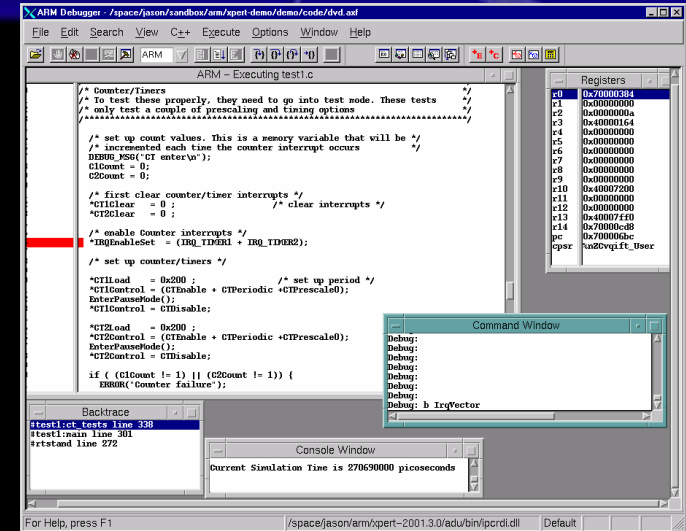 ARM Debugger - /space/jason/sandbox/arm/xpert-demo/demo/code/dvd.axf
File Edit Search View C++ Execute Options Window Help
ARM
ARM - Executing test1.c
/* Counter/Timers */
/* To test these properly, they need to go into test mode. These tests */
/* only test a couple of prescaling and timing options */
/*********************************************************************/
/* set up count values. This is a memory variable that will be */
/* incremented each time the counter interrupt occurs */
DEBUG_MSG("CT enter\n");
C1Count = 0;
C2Count = 0;
/* first clear counter/timer interrupts */
*CT1Clear = 0 ; /* clear interrupts */
*CT2Clear = 0 ;
/* enable Counter interrupts */
*IRQEnableSet = (IRQ_TIMER1 + IRQ_TIMER2);
/* set up counter/timers */
*CT1Load = 0x200 ; /* set up period */
*CT1Control = (CTEnable + CTPeriodic +CTPrescale0);
EnterPauseMode();
*CT1Control = CTDisable;
*CT2Load = 0x200 ;
*CT2Control = (CTEnable + CTPeriodic +CTPrescale0);
EnterPauseMode();
*CT2Control = CTDisable;
if ( (C1Count != 1) || (C2Count != 1)) {
ERROR("Counter failure");
Registers
r0 0x70000384
r1 0x00000000
r2 0x0000000a
r3 0x40000164
r4 0x00000000
r5 0x00000000
r6 0x00000000
r7 0x00000000
r8 0x00000000
r9 0x00000000
r10 0x40007200
r11 0x00000000
r12 0x00000000
r13 0x40007ff0
r14 0x70000cd8
pc 0x700006bc
cpsr %nZCvqift_User
Command Window
Debug:
Debug:
Debug:
Debug:
Debug:
Debug:
Debug: b IrqVector
Backtrace
#test1:ct_tests line 338
#test1:main line 301
#rtstand line 272
Console Window
Current Simulation Time is 270690000 picoseconds
For Help, press F1 /space/jason/arm/xpert-2001.3.0/adu/bin/ipcrdi.dll Default